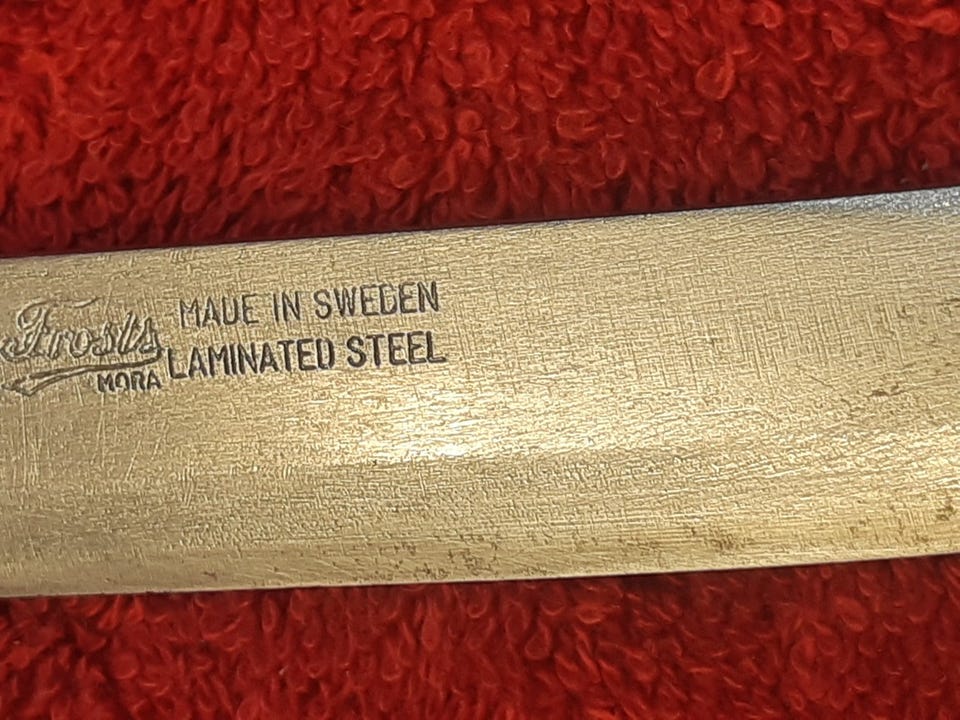 Frosts
MORA
MADE IN SWEDEN
LAMINATED STEEL